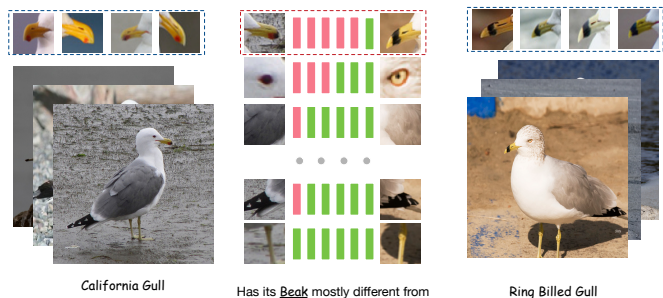 California Gull
Has its Beak mostly different from
Ring Billed Gull